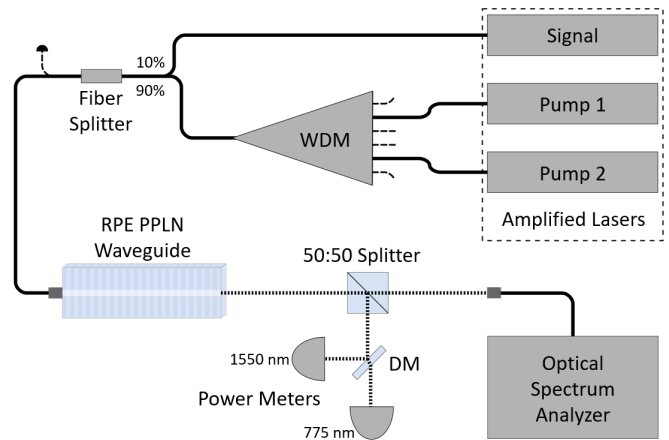 Signal
10%
90%
Fiber
Splitter
Pump 1
WDM
Pump 2
Amplified Lasers
RPE PPLN
Waveguide
50:50 Splitter
1550 nm
DM
Power Meters
775 nm
Optical
Spectrum
Analyzer